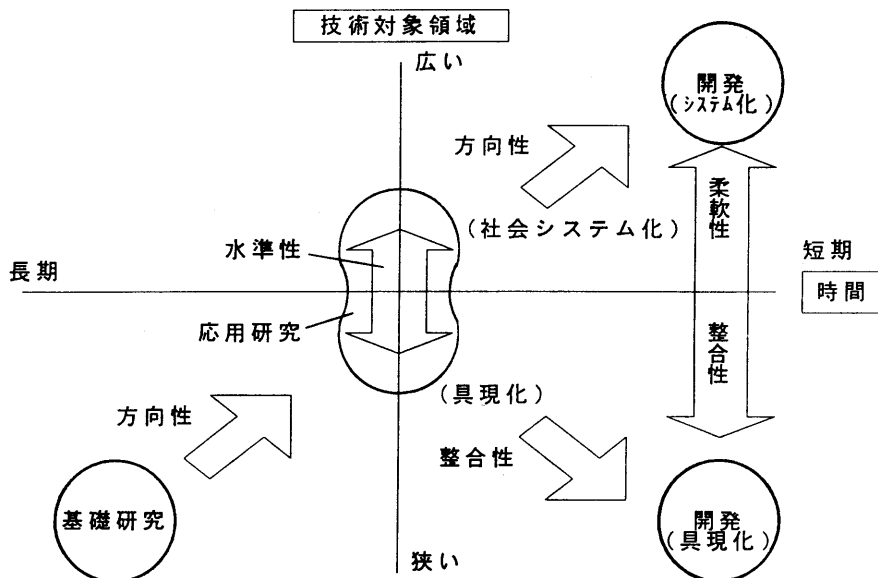 技術対象領域
広い
開発
(システム化)
方向性
柔軟性
(社会システム化)
水準性
長期
短期
時間
応用研究
整合性
(具現化)
方向性
整合性
基礎研究
開発
(具現化)
狭い